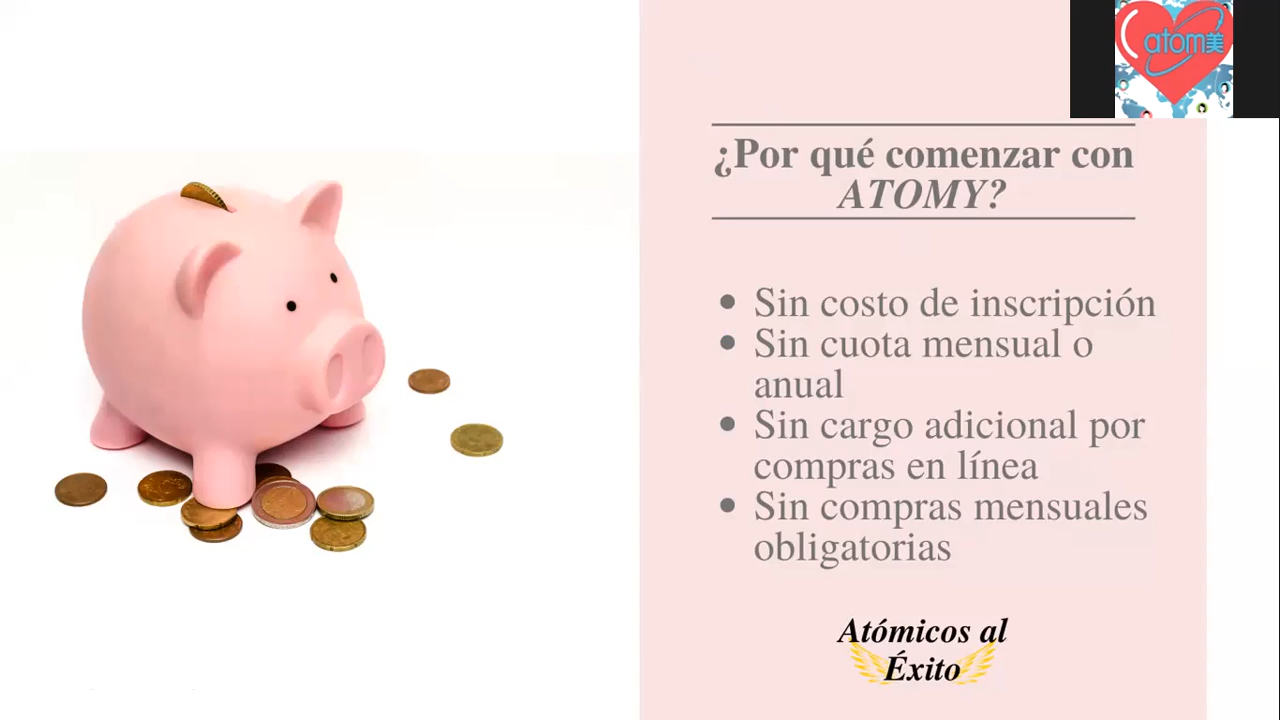 atom美
¿Por qué comenzar con
ATOMY?
• Sin costo de inscripción
• Sin cuota mensual o
anual
• Sin cargo adicional por
compras en línea
• Sin compras mensuales
obligatorias
Atómicos al
Éxito